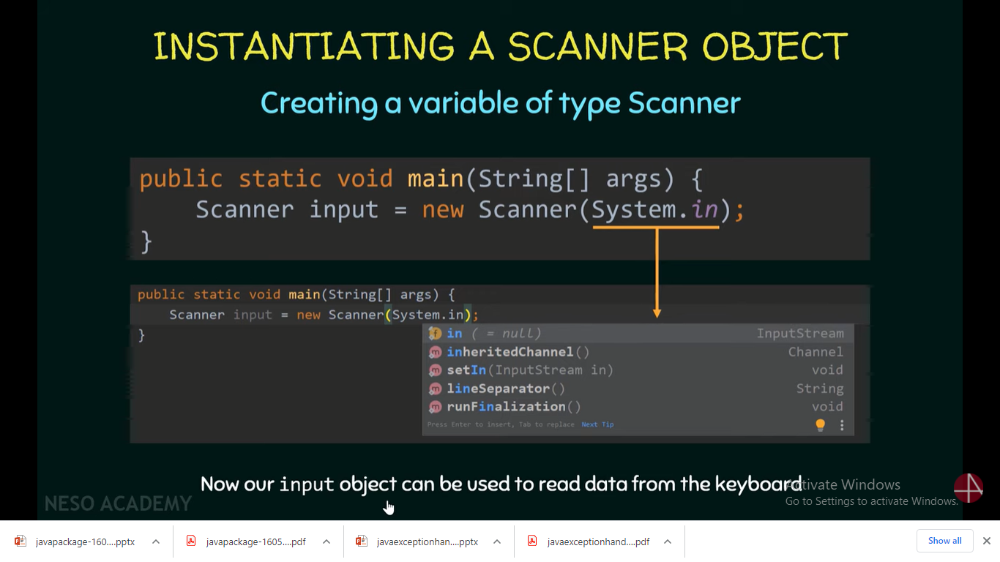 INSTANTIATING A SCANNER OBJECT
Creating a variable of type Scanner
public static void main(String[] args) {
Scanner input = new Scanner(System.in);
}
public static void main(String[] args) {
Scanner input = new Scanner(System.in);
}
in ( = null) InputStream
inheritedChannel() Channel
setIn(InputStream in) void
lineSeparator() String
runFinalization() void
Press Enter to insert, Tab to replace Next Tip
Now our input object can be used to read data from the keyboard
Activate Windows
Go to Settings to activate Windows.
NESO ACADEMY
javapackage-160....pptx
javapackage-1605....pdf
javaexceptionhan....pptx
javaexceptionhand....pdf
Show all